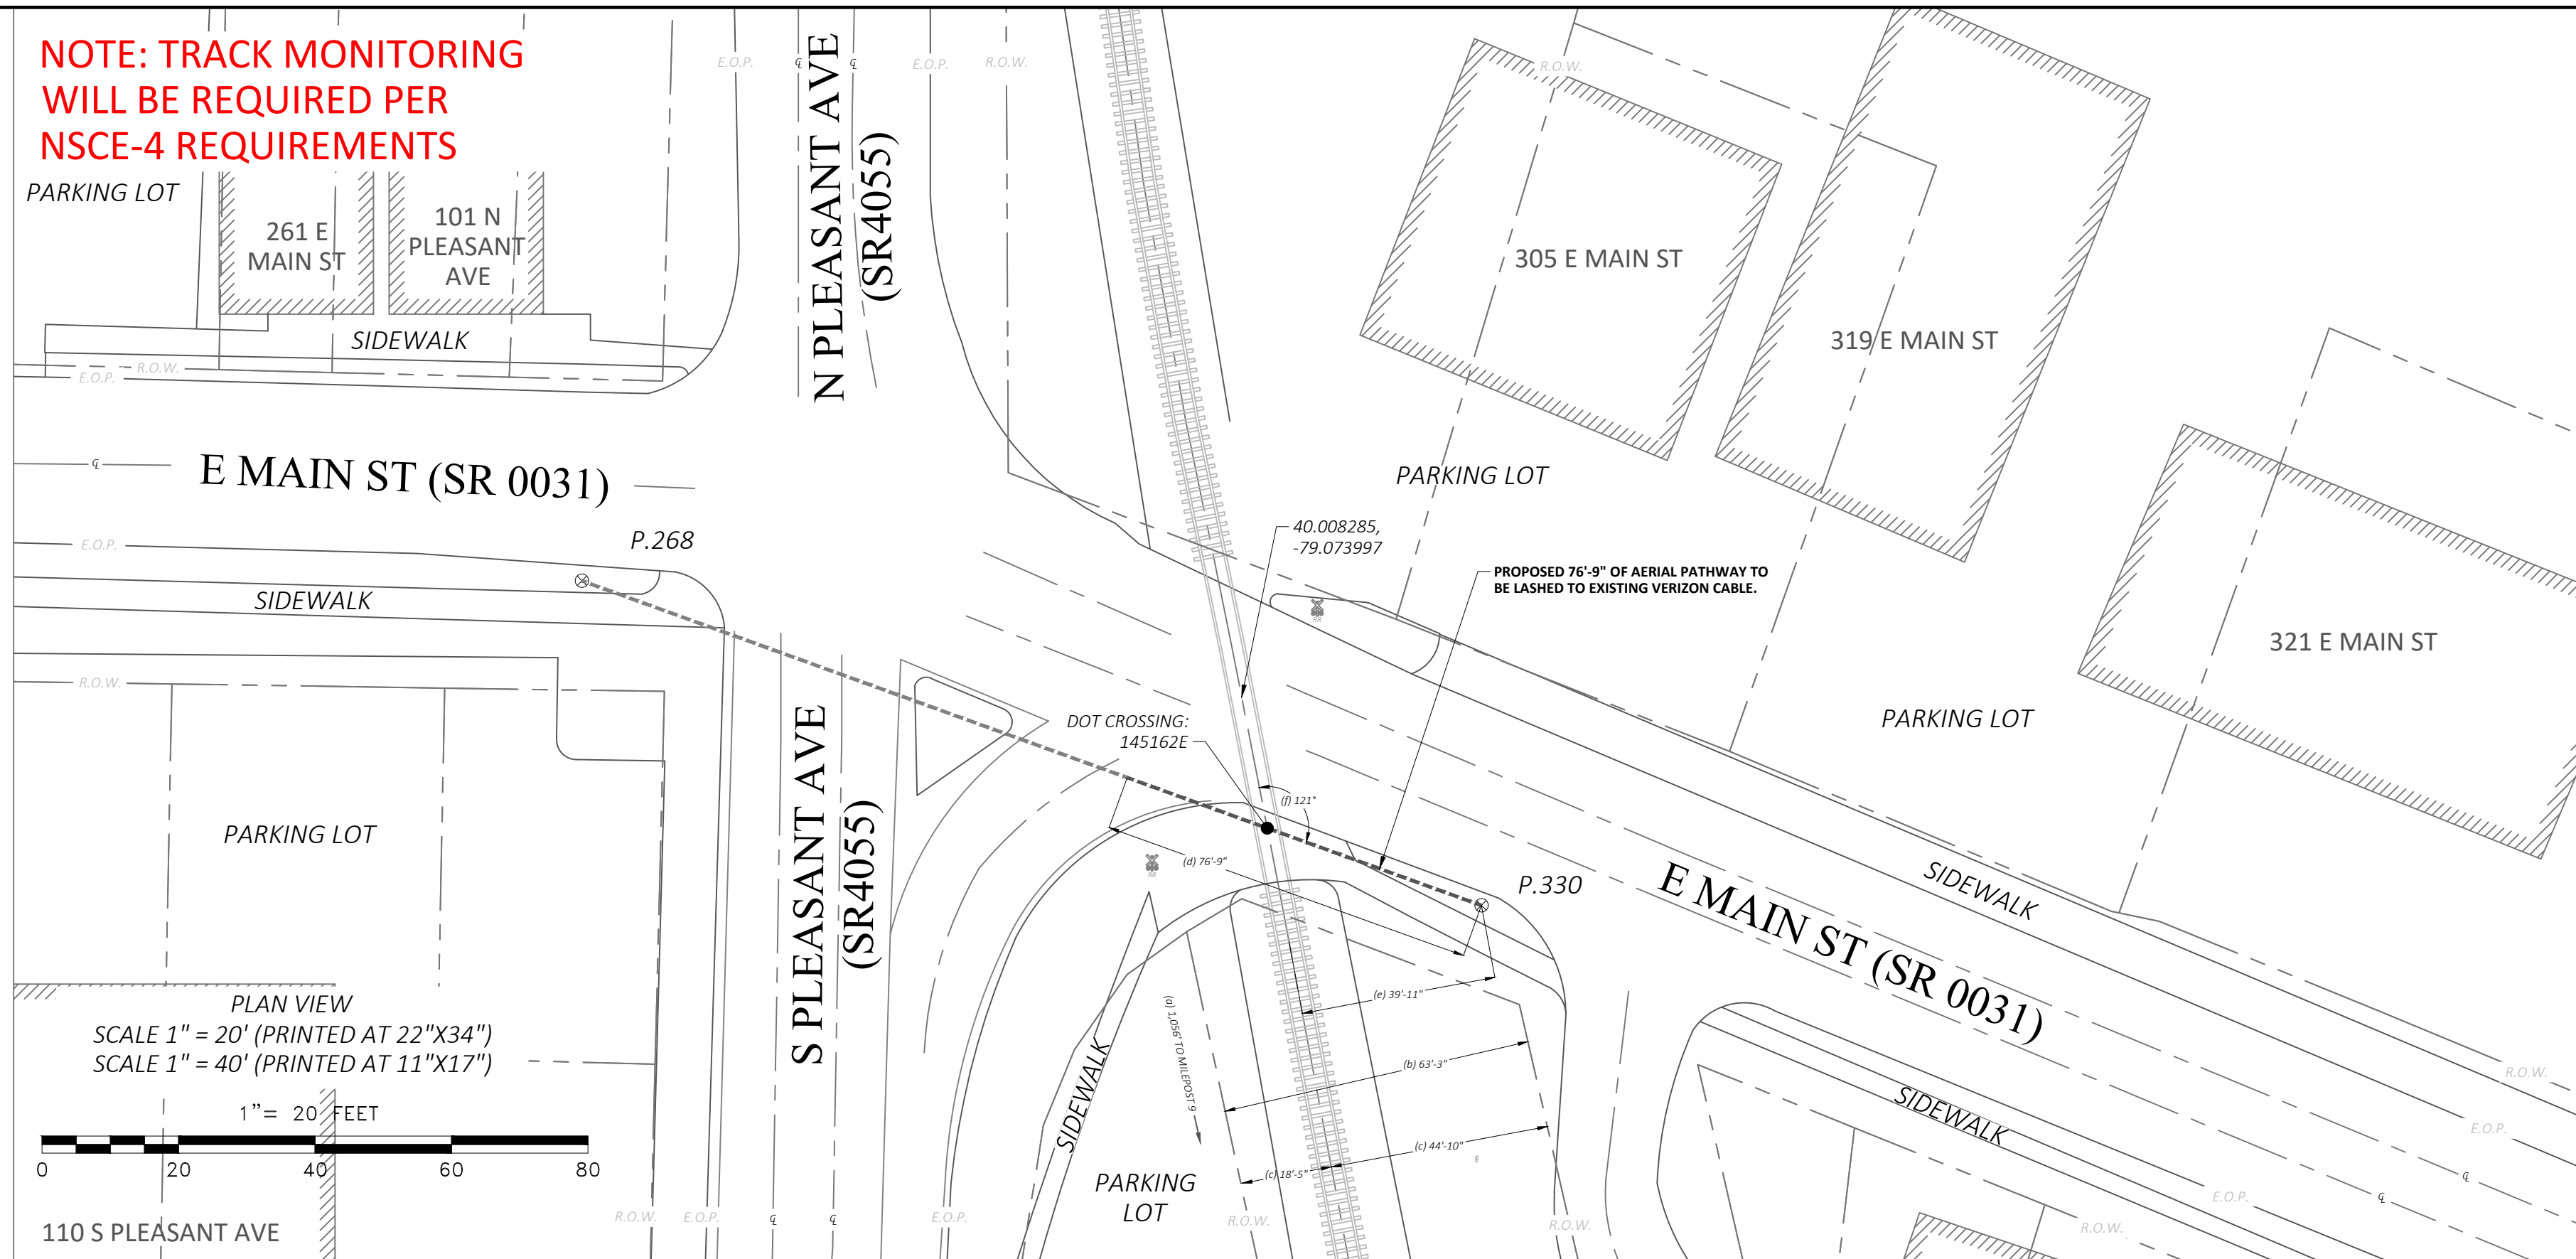 NOTE: TRACK MONITORING
WILL BE REQUIRED PER
NSCE-4 REQUIREMENTS
PARKING LOT
261 E
MAIN ST
101 N
PLEASANT
AVE
SIDEWALK
R.O.W.
E.O.P.
E.O.P.
℄
℄
E.O.P.
R.O.W.
N PLEASANT AVE
(SR4055)
R.O.W.
305 E MAIN ST
319 E MAIN ST
321 E MAIN ST
PARKING LOT
PARKING LOT
℄
E MAIN ST (SR 0031)
P.268
E.O.P.
SIDEWALK
R.O.W.
40.008285,
-79.073997
PROPOSED 76'-9" OF AERIAL PATHWAY TO
BE LASHED TO EXISTING VERIZON CABLE.
RR
DOT CROSSING:
145162E
(f) 121°
(d) 76'-9"
RR
P.330
S PLEASANT AVE
(SR4055)
PARKING LOT
E MAIN ST (SR 0031)
SIDEWALK
(e) 39'-11"
(a) 1,056' TO MILEPOST 9
(b) 63'-3"
(c) 44'-10"
(c) 18'-5"
SIDEWALK
PARKING
LOT
SIDEWALK
R.O.W.
E.O.P.
℄
℄
E.O.P.
R.O.W.
PLAN VIEW
SCALE 1" = 20' (PRINTED AT 22"X34")
SCALE 1" = 40' (PRINTED AT 11"X17")
1"= 20 FEET
0 20 40 60 80
110 S PLEASANT AVE
R.O.W.
E.O.P.
℄
℄
E.O.P.
R.O.W.
R.O.W.